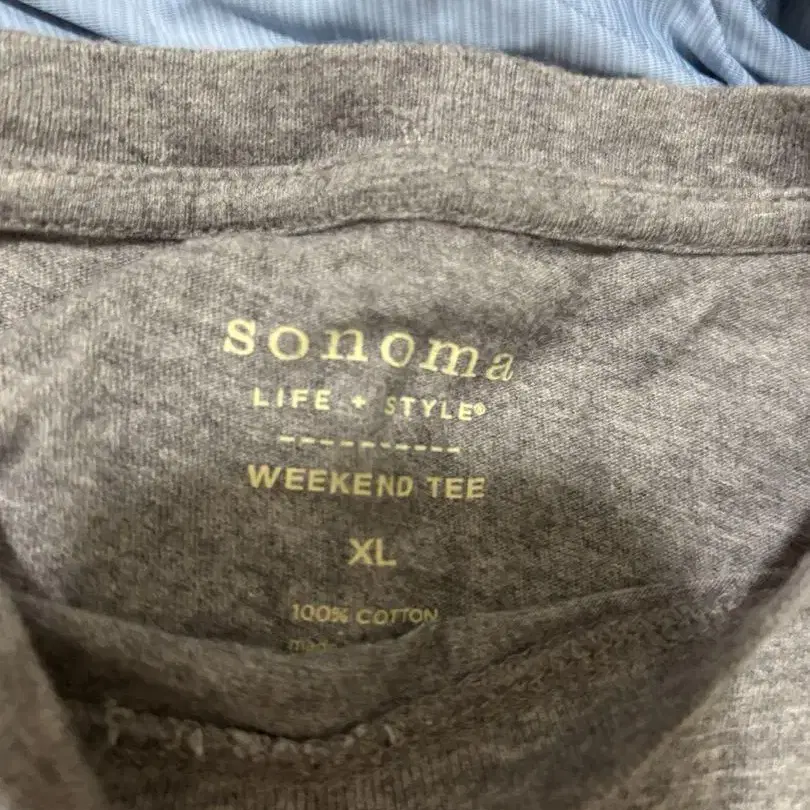 sonoma
LIFE + STYLE®
WEEKEND TEE
XL
100% COTTON